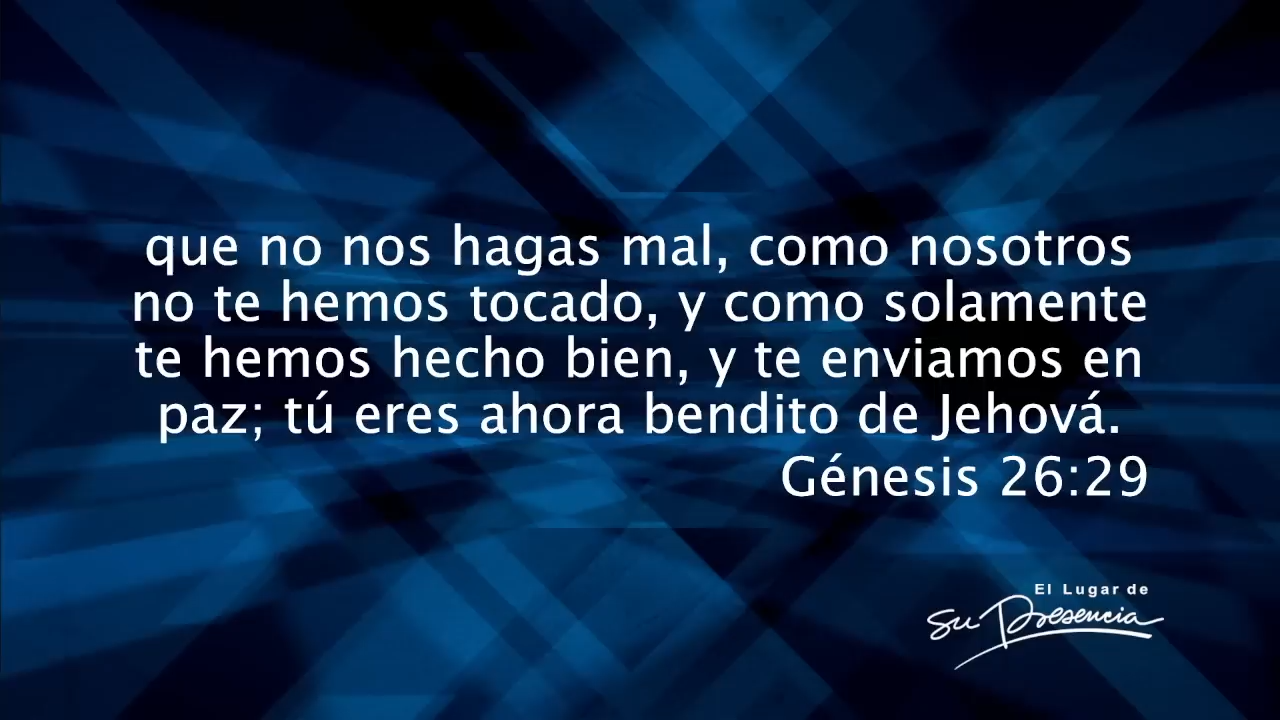 que no nos hagas mal, como nosotros
no te hemos tocado, y como solamente
te hemos hecho bien, y te enviamos en
paz; tú eres ahora bendito de Jehová.
Génesis 26:29
El Lugar de
Su Presencia